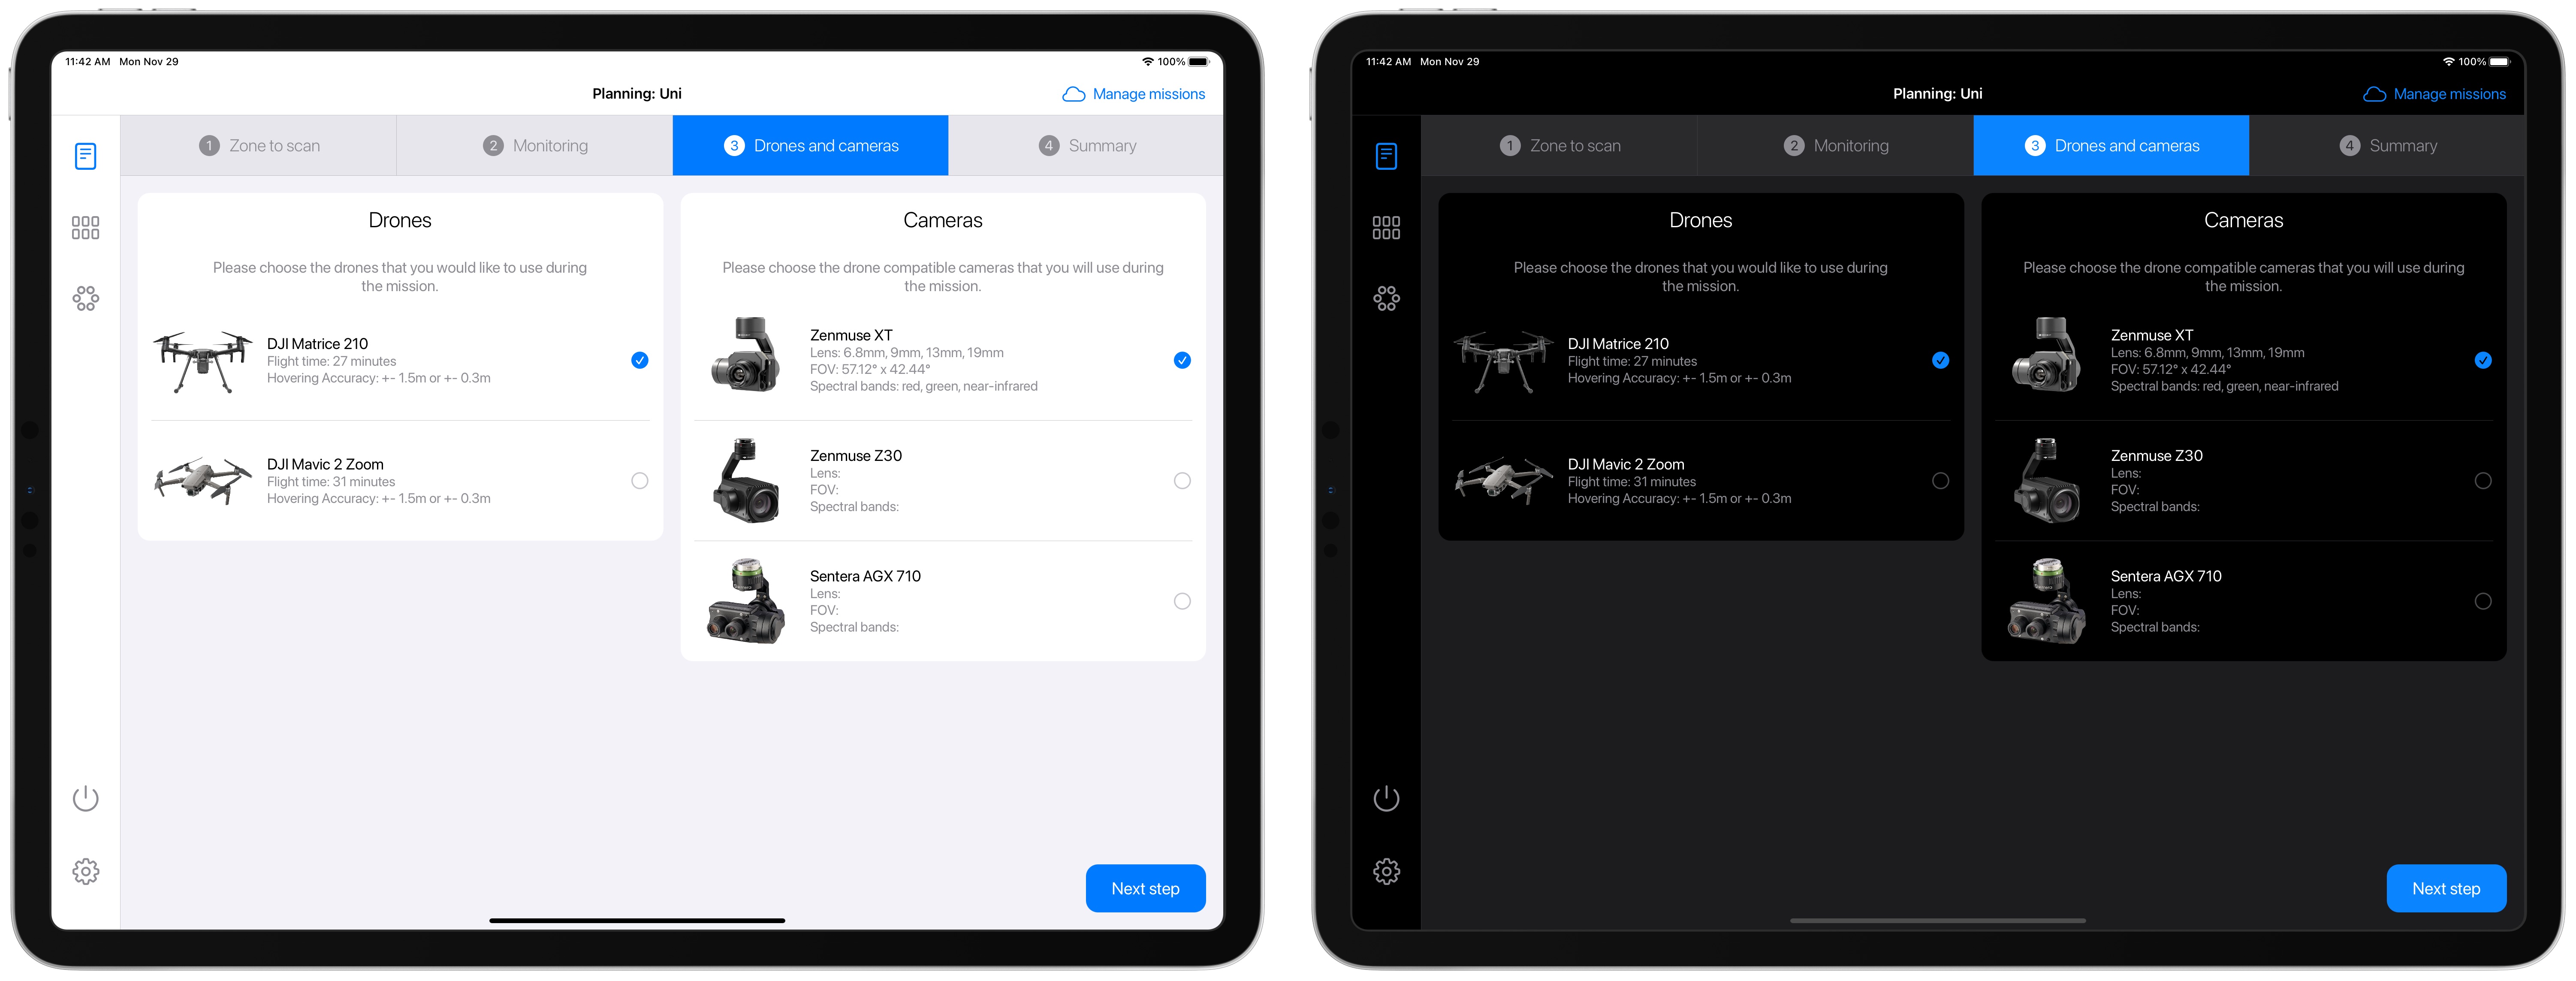 11:42 AM Mon Nov 29
100%
Planning: Uni
Manage missions
1 Zone to scan
2 Monitoring
3 Drones and cameras
4 Summary
Drones
Please choose the drones that you would like to use during
the mission.
DJI Matrice 210
Flight time: 27 minutes
Hovering Accuracy: +- 1.5m or +- 0.3m
DJI Mavic 2 Zoom
Flight time: 31 minutes
Hovering Accuracy: +- 1.5m or +- 0.3m
Cameras
Please choose the drone compatible cameras that you will use during
the mission.
Zenmuse XT
Lens: 6.8mm, 9mm, 13mm, 19mm
FOV: 57.12° x 42.44°
Spectral bands: red, green, near-infrared
Zenmuse Z30
Lens:
FOV:
Spectral bands:
Sentera AGX 710
Lens:
FOV:
Spectral bands:
Next step
11:42 AM Mon Nov 29
100%
Planning: Uni
Manage missions
1 Zone to scan
2 Monitoring
3 Drones and cameras
4 Summary
Drones
Please choose the drones that you would like to use during
the mission.
DJI Matrice 210
Flight time: 27 minutes
Hovering Accuracy: +- 1.5m or +- 0.3m
DJI Mavic 2 Zoom
Flight time: 31 minutes
Hovering Accuracy: +- 1.5m or +- 0.3m
Cameras
Please choose the drone compatible cameras that you will use during
the mission.
Zenmuse XT
Lens: 6.8mm, 9mm, 13mm, 19mm
FOV: 57.12° x 42.44°
Spectral bands: red, green, near-infrared
Zenmuse Z30
Lens:
FOV:
Spectral bands:
Sentera AGX 710
Lens:
FOV:
Spectral bands:
Next step